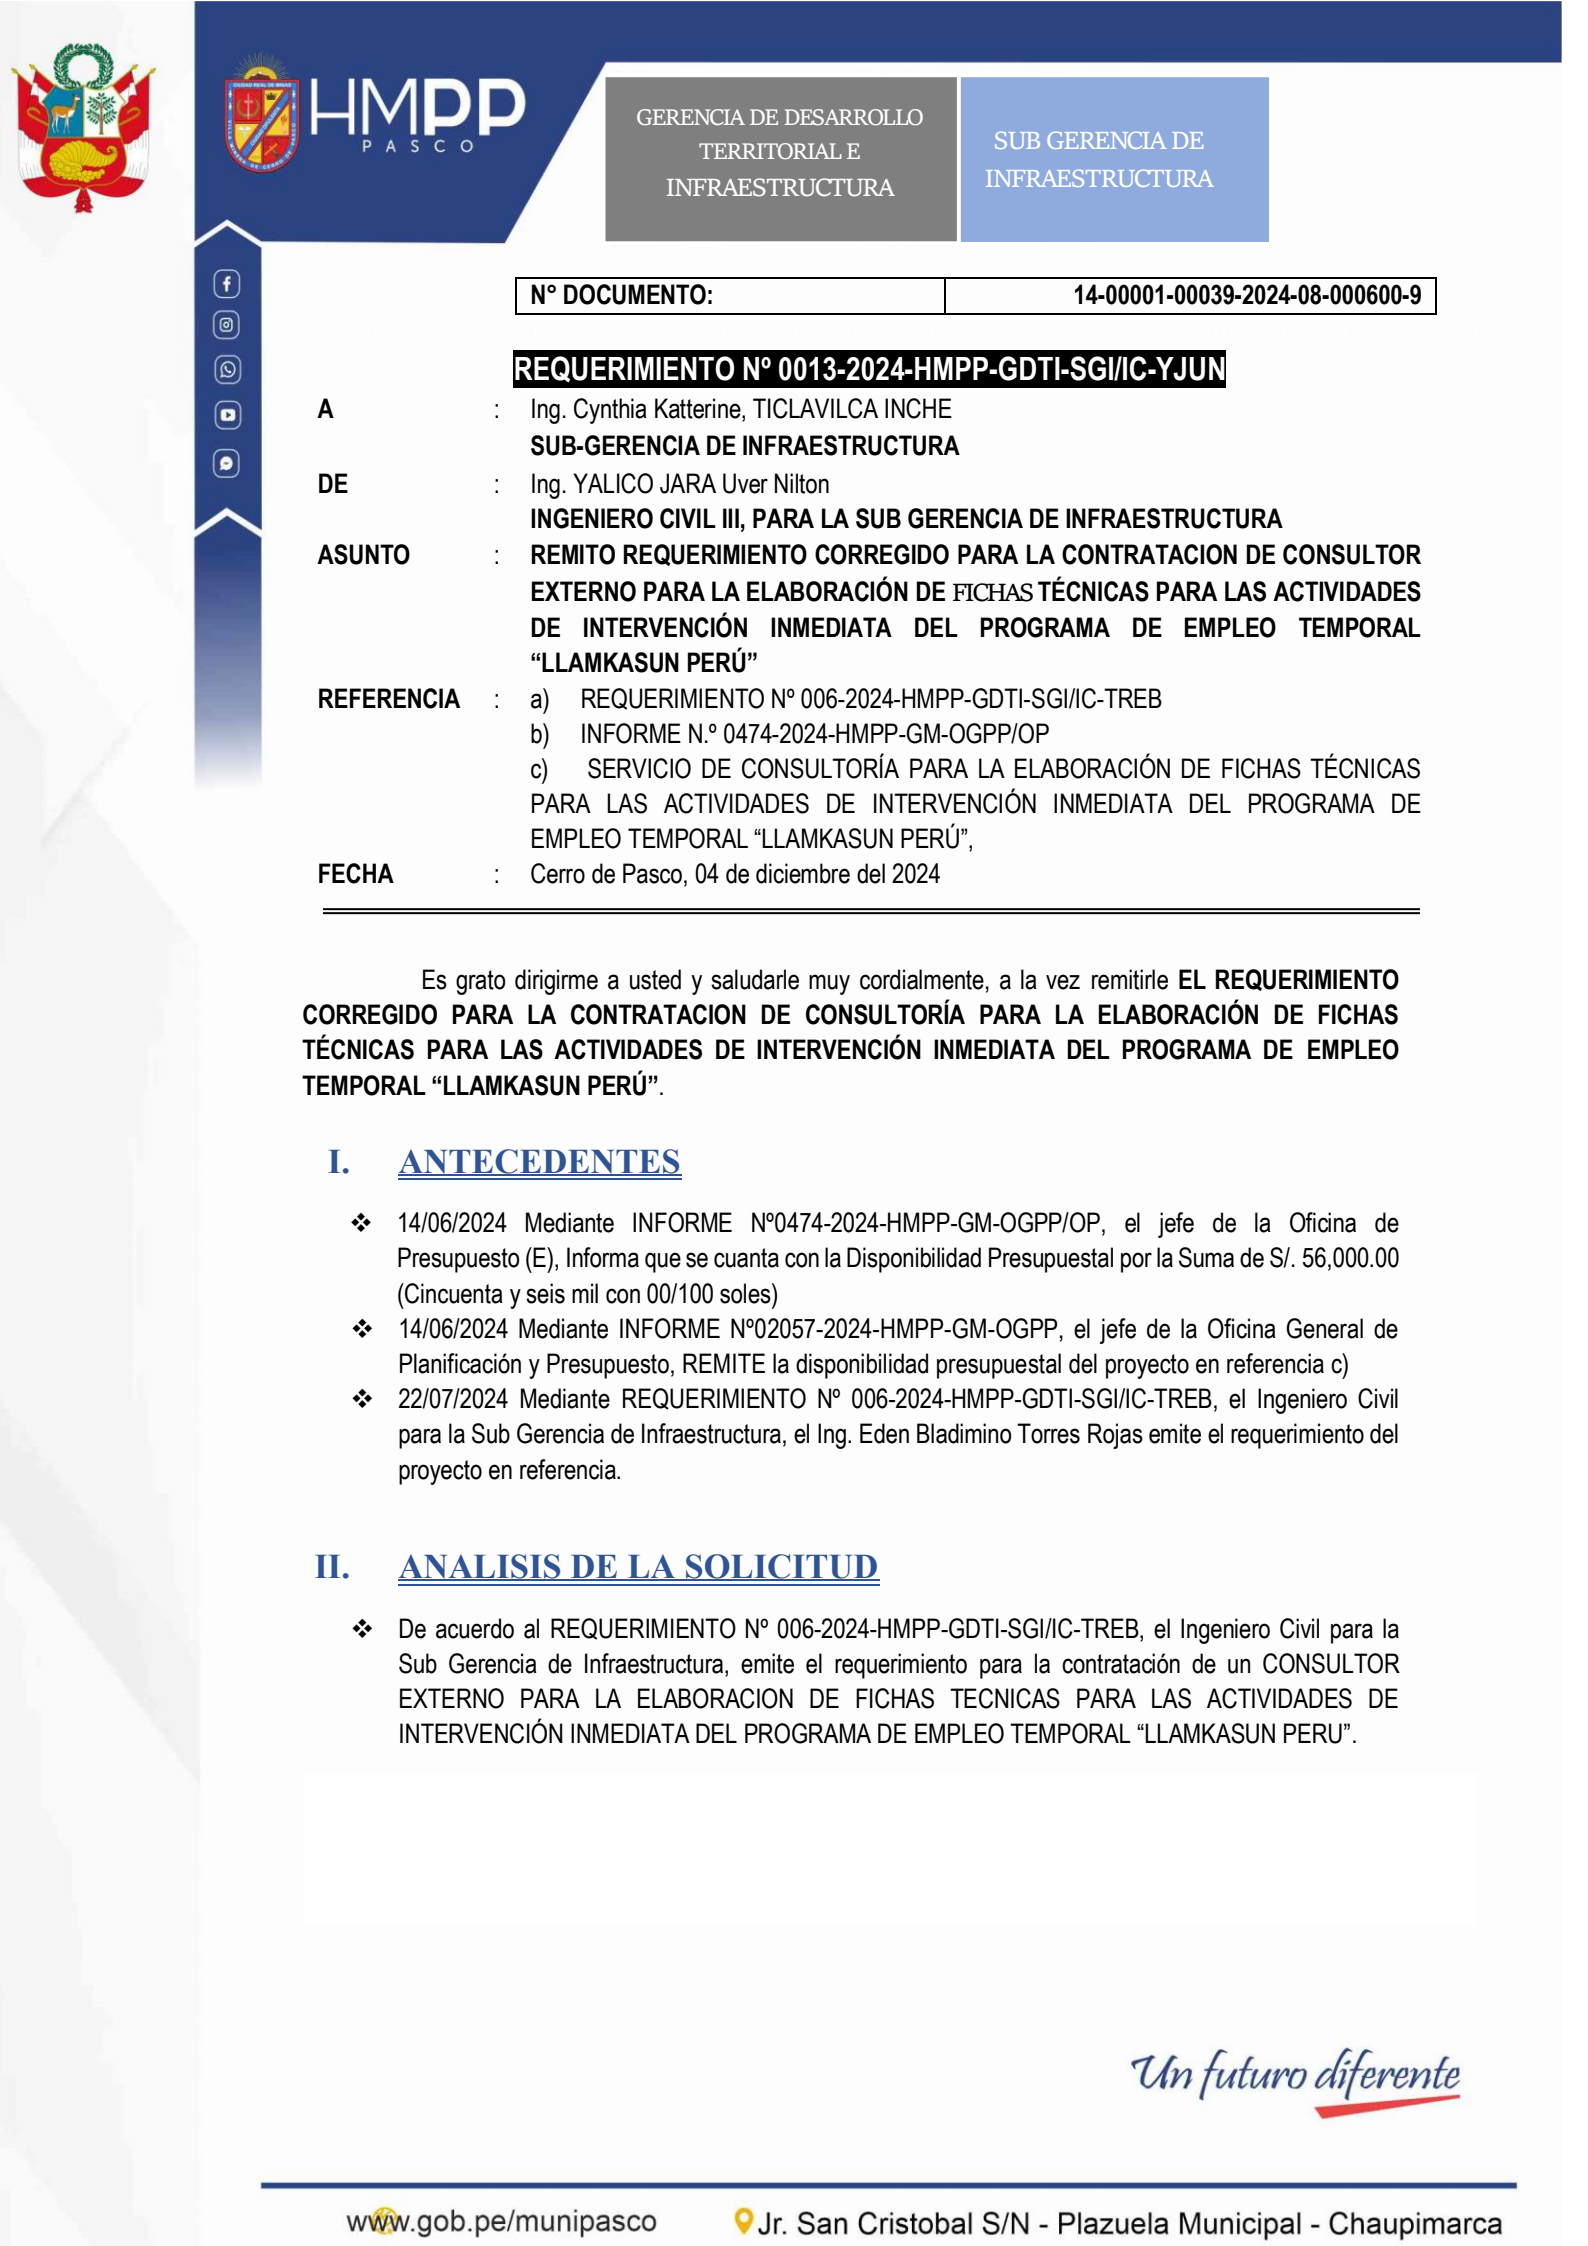 HMPP
PASCO
GERENCIA DE DESARROLLO
TERRITORIAL E
INFRAESTRUCTURA
SUB GERENCIA DE
INFRAESTRUCTURA
N° DOCUMENTO: 14-00001-00039-2024-08-000600-9
REQUERIMIENTO Nº 0013-2024-HMPP-GDTI-SGI/IC-YJUN
A : Ing. Cynthia Katterine, TICLAVILCA INCHE
SUB-GERENCIA DE INFRAESTRUCTURA
DE : Ing. YALICO JARA Uver Nilton
INGENIERO CIVIL III, PARA LA SUB GERENCIA DE INFRAESTRUCTURA
ASUNTO : REMITO REQUERIMIENTO CORREGIDO PARA LA CONTRATACION DE CONSULTOR
EXTERNO PARA LA ELABORACIÓN DE FICHAS TÉCNICAS PARA LAS ACTIVIDADES
DE INTERVENCIÓN INMEDIATA DEL PROGRAMA DE EMPLEO TEMPORAL
“LLAMKASUN PERÚ”
REFERENCIA : a) REQUERIMIENTO Nº 006-2024-HMPP-GDTI-SGI/IC-TREB
b) INFORME N.º 0474-2024-HMPP-GM-OGPP/OP
c) SERVICIO DE CONSULTORÍA PARA LA ELABORACIÓN DE FICHAS TÉCNICAS
PARA LAS ACTIVIDADES DE INTERVENCIÓN INMEDIATA DEL PROGRAMA DE
EMPLEO TEMPORAL “LLAMKASUN PERÚ”,
FECHA : Cerro de Pasco, 04 de diciembre del 2024
Es grato dirigirme a usted y saludarle muy cordialmente, a la vez remitirle EL REQUERIMIENTO
CORREGIDO PARA LA CONTRATACION DE CONSULTORÍA PARA LA ELABORACIÓN DE FICHAS
TÉCNICAS PARA LAS ACTIVIDADES DE INTERVENCIÓN INMEDIATA DEL PROGRAMA DE EMPLEO
TEMPORAL “LLAMKASUN PERÚ”.
I. ANTECEDENTES
❖ 14/06/2024 Mediante INFORME Nº0474-2024-HMPP-GM-OGPP/OP, el jefe de la Oficina de
Presupuesto (E), Informa que se cuanta con la Disponibilidad Presupuestal por la Suma de S/. 56,000.00
(Cincuenta y seis mil con 00/100 soles)
❖ 14/06/2024 Mediante INFORME Nº02057-2024-HMPP-GM-OGPP, el jefe de la Oficina General de
Planificación y Presupuesto, REMITE la disponibilidad presupuestal del proyecto en referencia c)
❖ 22/07/2024 Mediante REQUERIMIENTO Nº 006-2024-HMPP-GDTI-SGI/IC-TREB, el Ingeniero Civil
para la Sub Gerencia de Infraestructura, el Ing. Eden Bladimino Torres Rojas emite el requerimiento del
proyecto en referencia.
II. ANALISIS DE LA SOLICITUD
❖ De acuerdo al REQUERIMIENTO Nº 006-2024-HMPP-GDTI-SGI/IC-TREB, el Ingeniero Civil para la
Sub Gerencia de Infraestructura, emite el requerimiento para la contratación de un CONSULTOR
EXTERNO PARA LA ELABORACION DE FICHAS TECNICAS PARA LAS ACTIVIDADES DE
INTERVENCIÓN INMEDIATA DEL PROGRAMA DE EMPLEO TEMPORAL “LLAMKASUN PERU”.
Un futuro diferente
www.gob.pe/munipasco
Jr. San Cristobal S/N - Plazuela Municipal - Chaupimarca